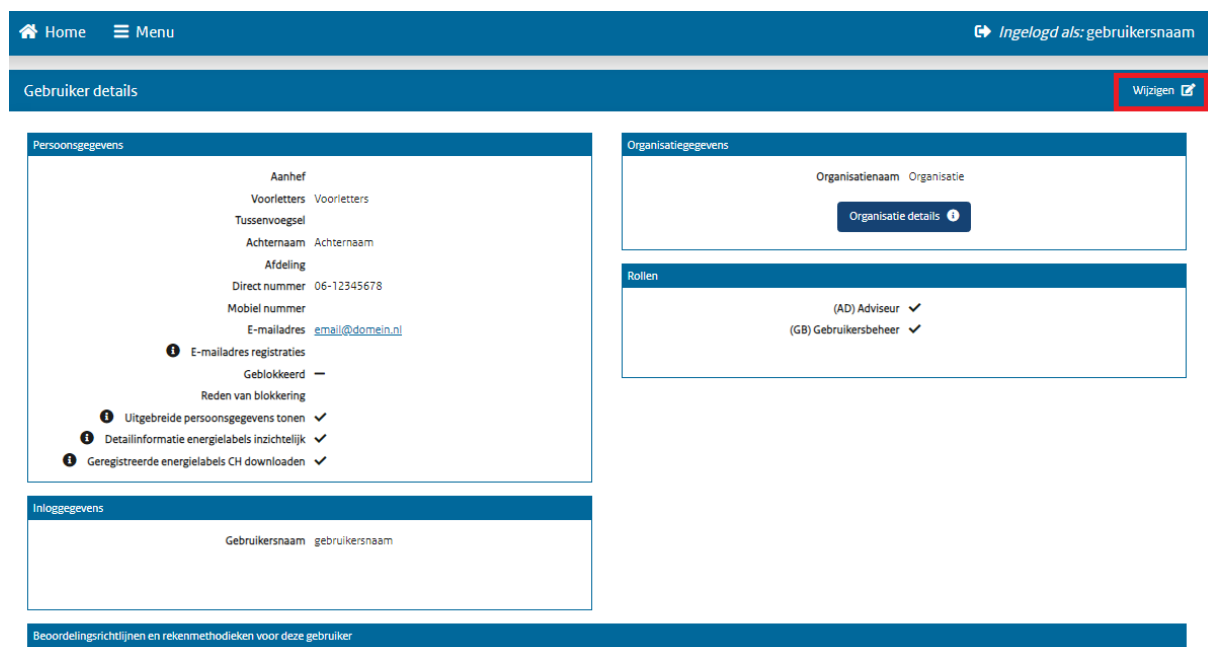 Home Menu Ingelogd als: gebruikersnaam
Gebruiker details Wijzigen
Persoonsgegevens
Aanhef
Voorletters Voorletters
Tussenvoegsel
Achternaam Achternaam
Afdeling
Direct nummer 06-12345678
Mobiel nummer
E-mailadres email@domein.nl
E-mailadres registraties
Geblokkeerd –
Reden van blokkering
Uitgebreide persoonsgegevens tonen ✓
Detailinformatie energielabels inzichtelijk ✓
Geregistreerde energielabels CH downloaden ✓
Inloggegevens
Gebruikersnaam gebruikersnaam
Organisatiegegevens
Organisatienaam Organisatie
Organisatie details
Rollen
(AD) Adviseur ✓
(GB) Gebruikersbeheer ✓
Beoordelingsrichtlijnen en rekenmethodieken voor deze gebruiker